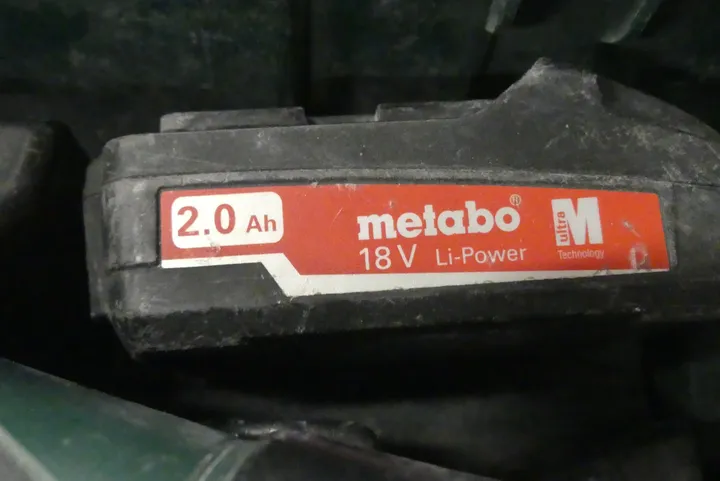 2.0 Ah
metabo®
18 V Li-Power
ultra M
Technology